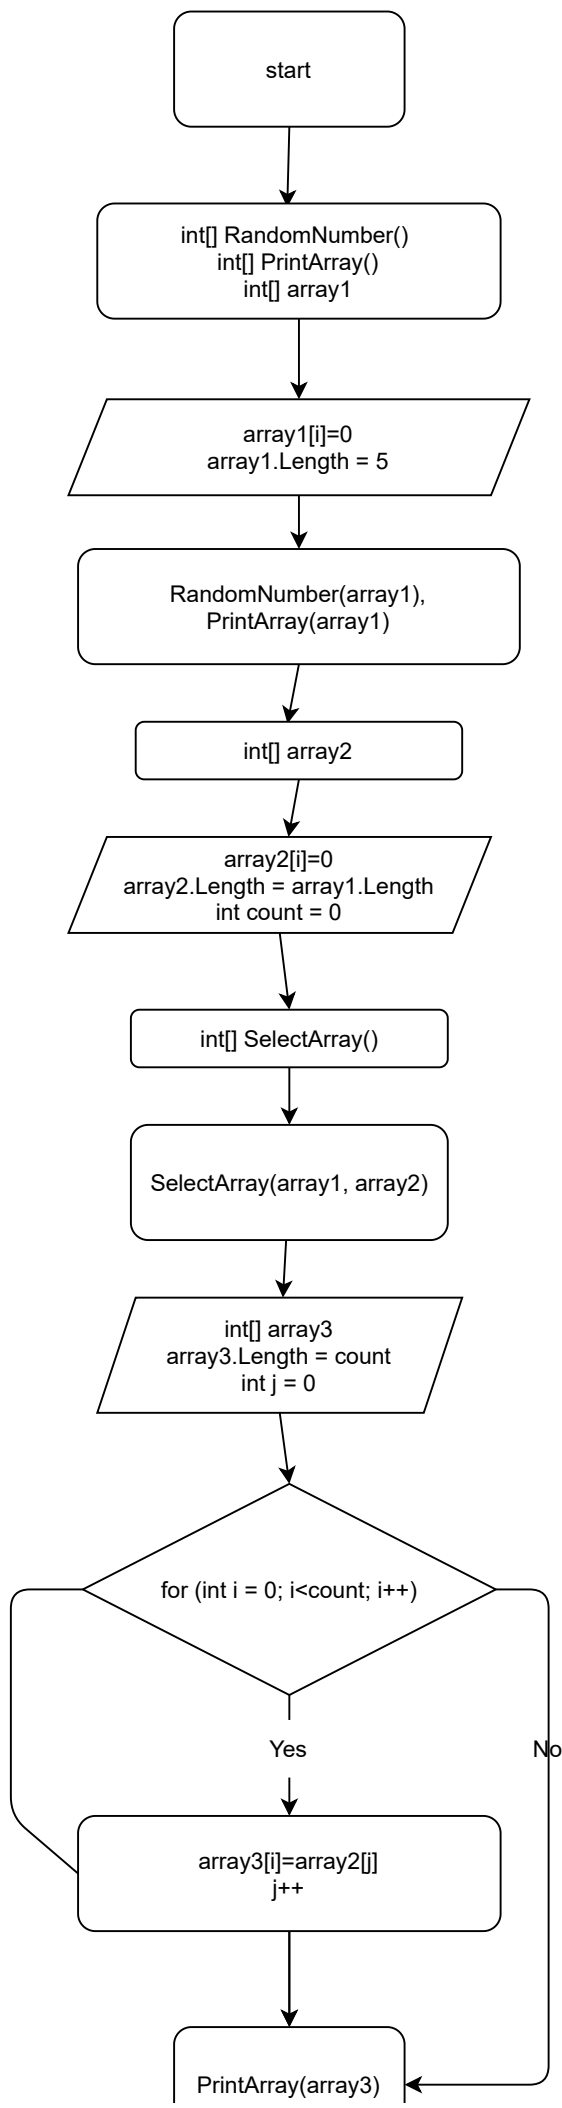 start
int[] RandomNumber()
int[] PrintArray()
int[] array1
array1[i]=0
array1.Length = 5
RandomNumber(array1),
PrintArray(array1)
int[] array2
array2[i]=0
array2.Length = array1.Length
int count = 0
int[] SelectArray()
SelectArray(array1, array2)
int[] array3
array3.Length = count
int j = 0
for (int i = 0; i<count; i++)
Yes
No
array3[i]=array2[j]
j++
PrintArray(array3)